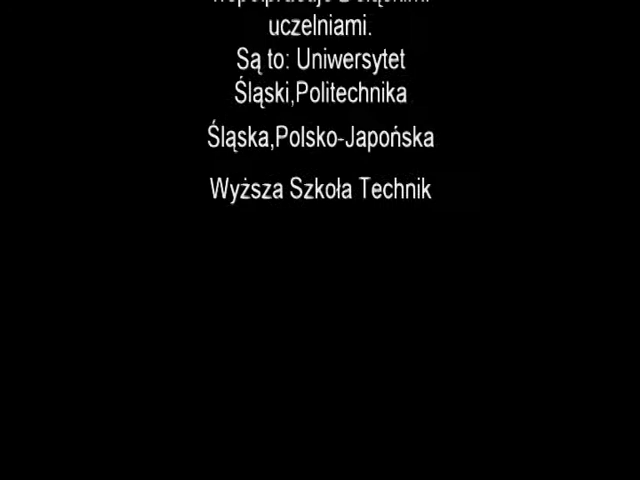 uczelniami.
Są to: Uniwersytet
Śląski,Politechnika
Śląska,Polsko-Japońska
Wyższa Szkoła Technik